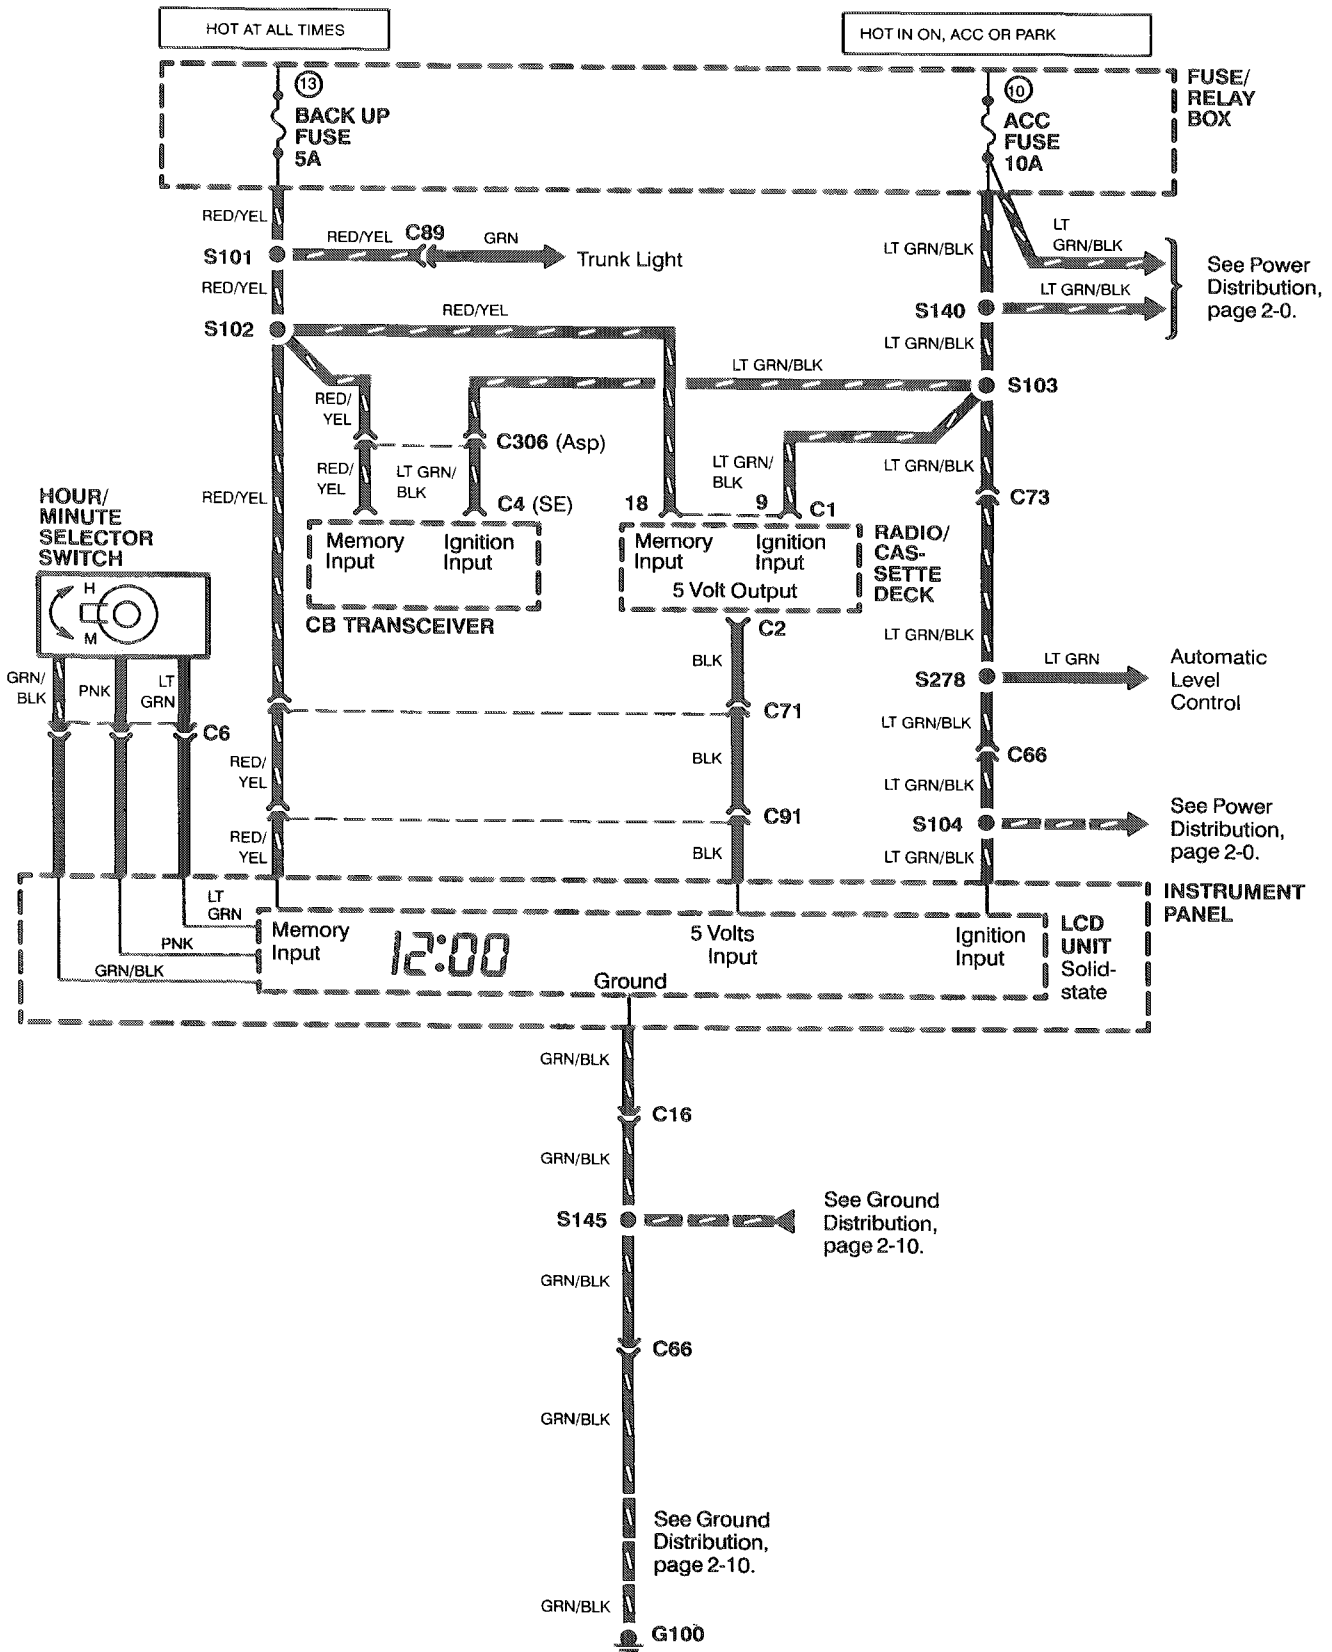 HOT AT ALL TIMES
HOT IN ON, ACC OR PARK
13
BACK UP
FUSE
5A
10
ACC
FUSE
10A
FUSE/
RELAY
BOX
RED/YEL
S101
RED/YEL
C89
GRN
Trunk Light
RED/YEL
S102
RED/YEL
LT GRN/BLK
LT
GRN/BLK
S140
LT GRN/BLK
See Power
Distribution,
page 2-0.
LT GRN/BLK
LT GRN/BLK
S103
RED/
YEL
C306 (Asp)
RED/
YEL
LT GRN/
BLK
C4 (SE)
LT GRN/
BLK
LT GRN/BLK
C73
18
9
C1
RED/YEL
HOUR/
MINUTE
SELECTOR
SWITCH
H
M
Memory
Input
Ignition
Input
CB TRANSCEIVER
Memory
Input
Ignition
Input
5 Volt Output
RADIO/
CAS-
SETTE
DECK
C2
BLK
LT GRN/BLK
S278
LT GRN
Automatic
Level
Control
GRN/
BLK
PNK
LT
GRN
C6
C71
LT GRN/BLK
C66
RED/
YEL
BLK
LT GRN/BLK
C91
S104
See Power
Distribution,
page 2-0.
RED/
YEL
BLK
LT GRN/BLK
INSTRUMENT
PANEL
LT
GRN
PNK
GRN/BLK
Memory
Input
12:00
5 Volts
Input
Ignition
Input
Ground
LCD
UNIT
Solid-
state
GRN/BLK
C16
GRN/BLK
S145
See Ground
Distribution,
page 2-10.
GRN/BLK
C66
GRN/BLK
See Ground
Distribution,
page 2-10.
GRN/BLK
G100